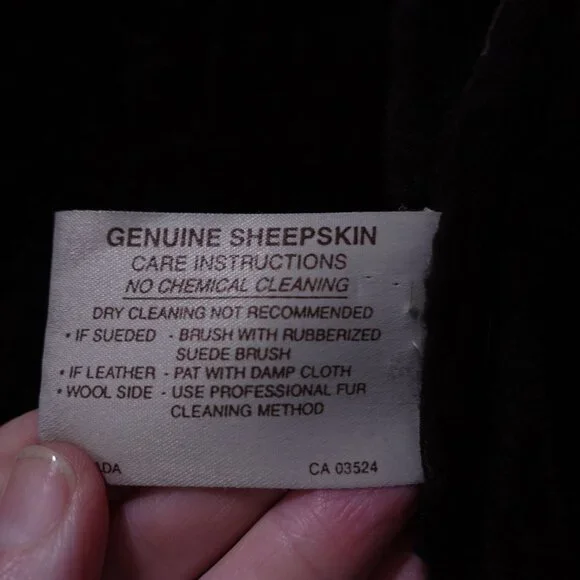 GENUINE SHEEPSKIN
CARE INSTRUCTIONS
NO CHEMICAL CLEANING
DRY CLEANING NOT RECOMMENDED
• IF SUEDED - BRUSH WITH RUBBERIZED
SUEDE BRUSH
• IF LEATHER - PAT WITH DAMP CLOTH
• WOOL SIDE - USE PROFESSIONAL FUR
CLEANING METHOD
CA 03524